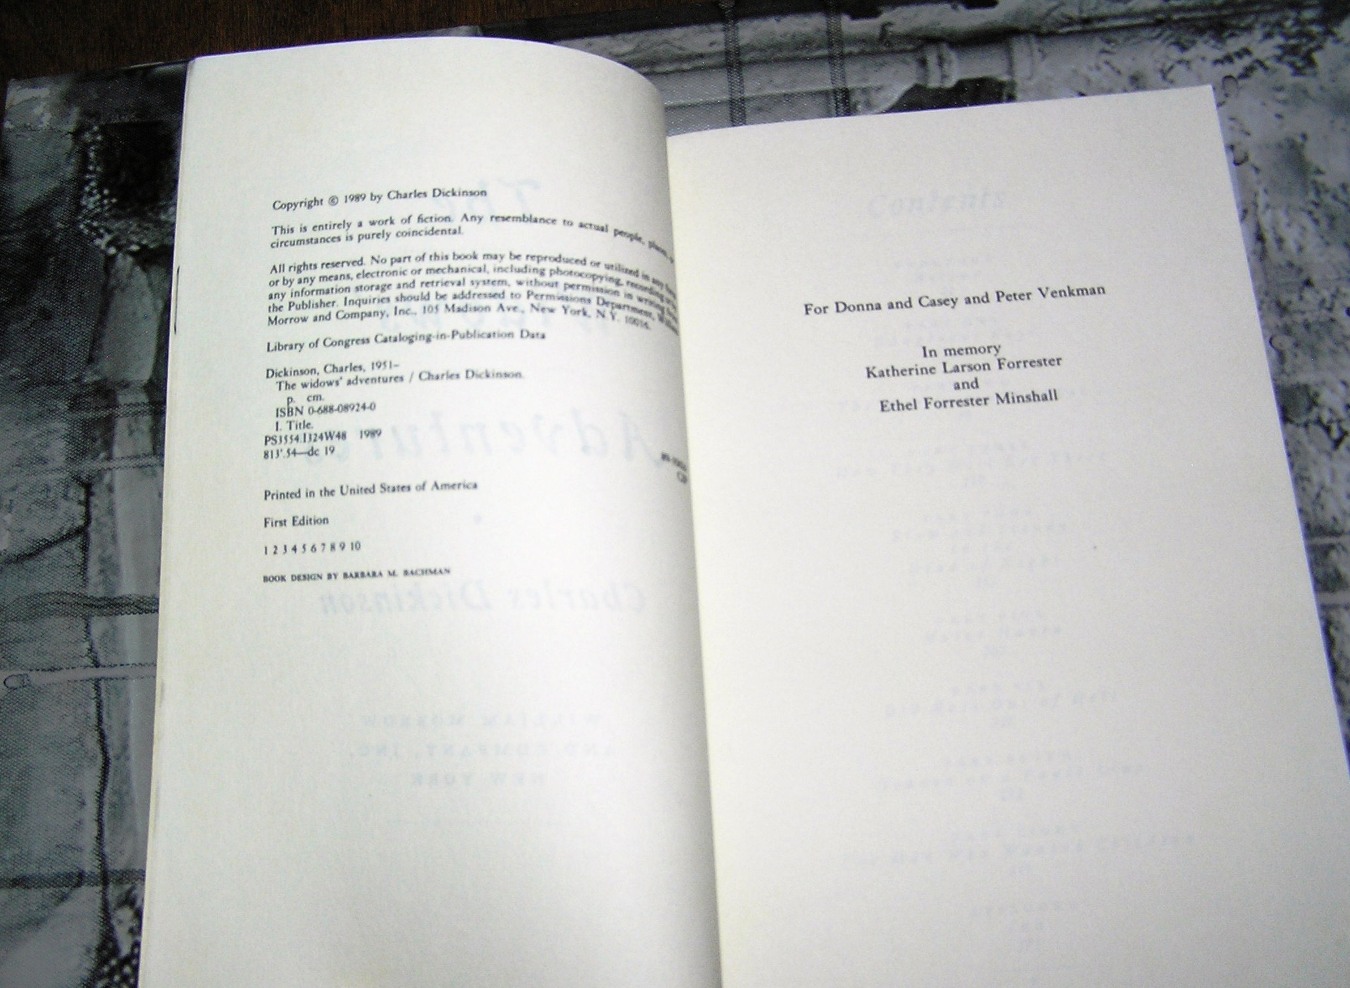 Copyright © 1989 by Charles Dickinson
This is entirely a work of fiction. Any resemblance to actual people,
circumstances is purely coincidental.
All rights reserved. No part of this book may be reproduced or utilized in any
or by any means, electronic or mechanical, including photocopying, recording
any information storage and retrieval system, without permission in writing
the Publisher. Inquiries should be addressed to Permissions Department,
Morrow and Company, Inc., 105 Madison Ave., New York, N.Y. 10016.
Library of Congress Cataloging-in-Publication Data
Dickinson, Charles, 1951–
The widows' adventures / Charles Dickinson.
p. cm.
ISBN 0-688-08924-0
I. Title.
PS3554.I324W48 1989
813'.54—dc 19
Printed in the United States of America
First Edition
1 2 3 4 5 6 7 8 9 10
BOOK DESIGN BY BARBARA M. BACHMAN
For Donna and Casey and Peter Venkman
In memory
Katherine Larson Forrester
and
Ethel Forrester Minshall